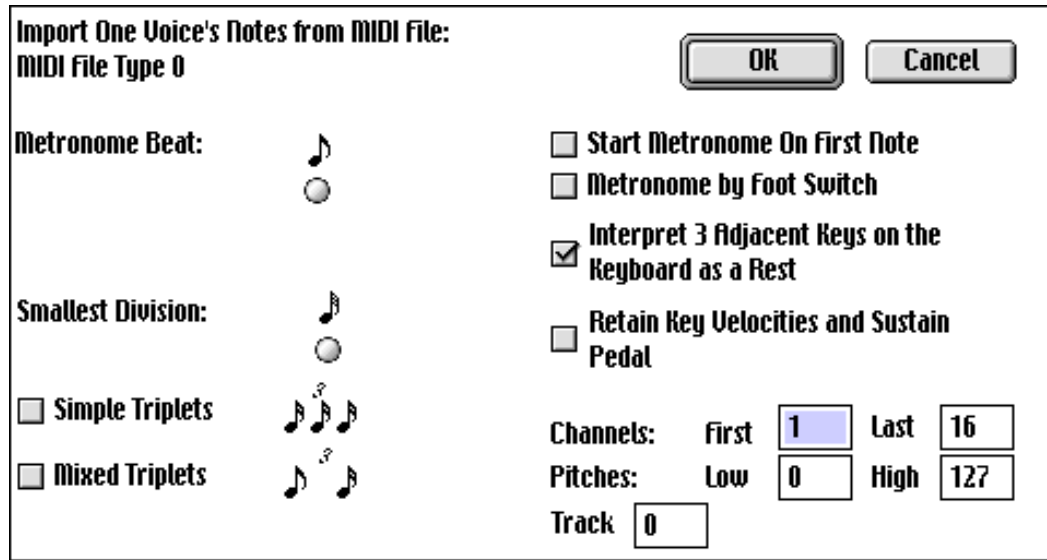 Import One Voice's Notes from MIDI File:
MIDI File Type 0
OK
Cancel
Metronome Beat:
Start Metronome On First Note
Metronome by Foot Switch
Interpret 3 Adjacent Keys on the
Keyboard as a Rest
Smallest Division:
Retain Key Velocities and Sustain
Pedal
Simple Triplets
3
Mixed Triplets
3
Channels: First 1 Last 16
Pitches: Low 0 High 127
Track 0